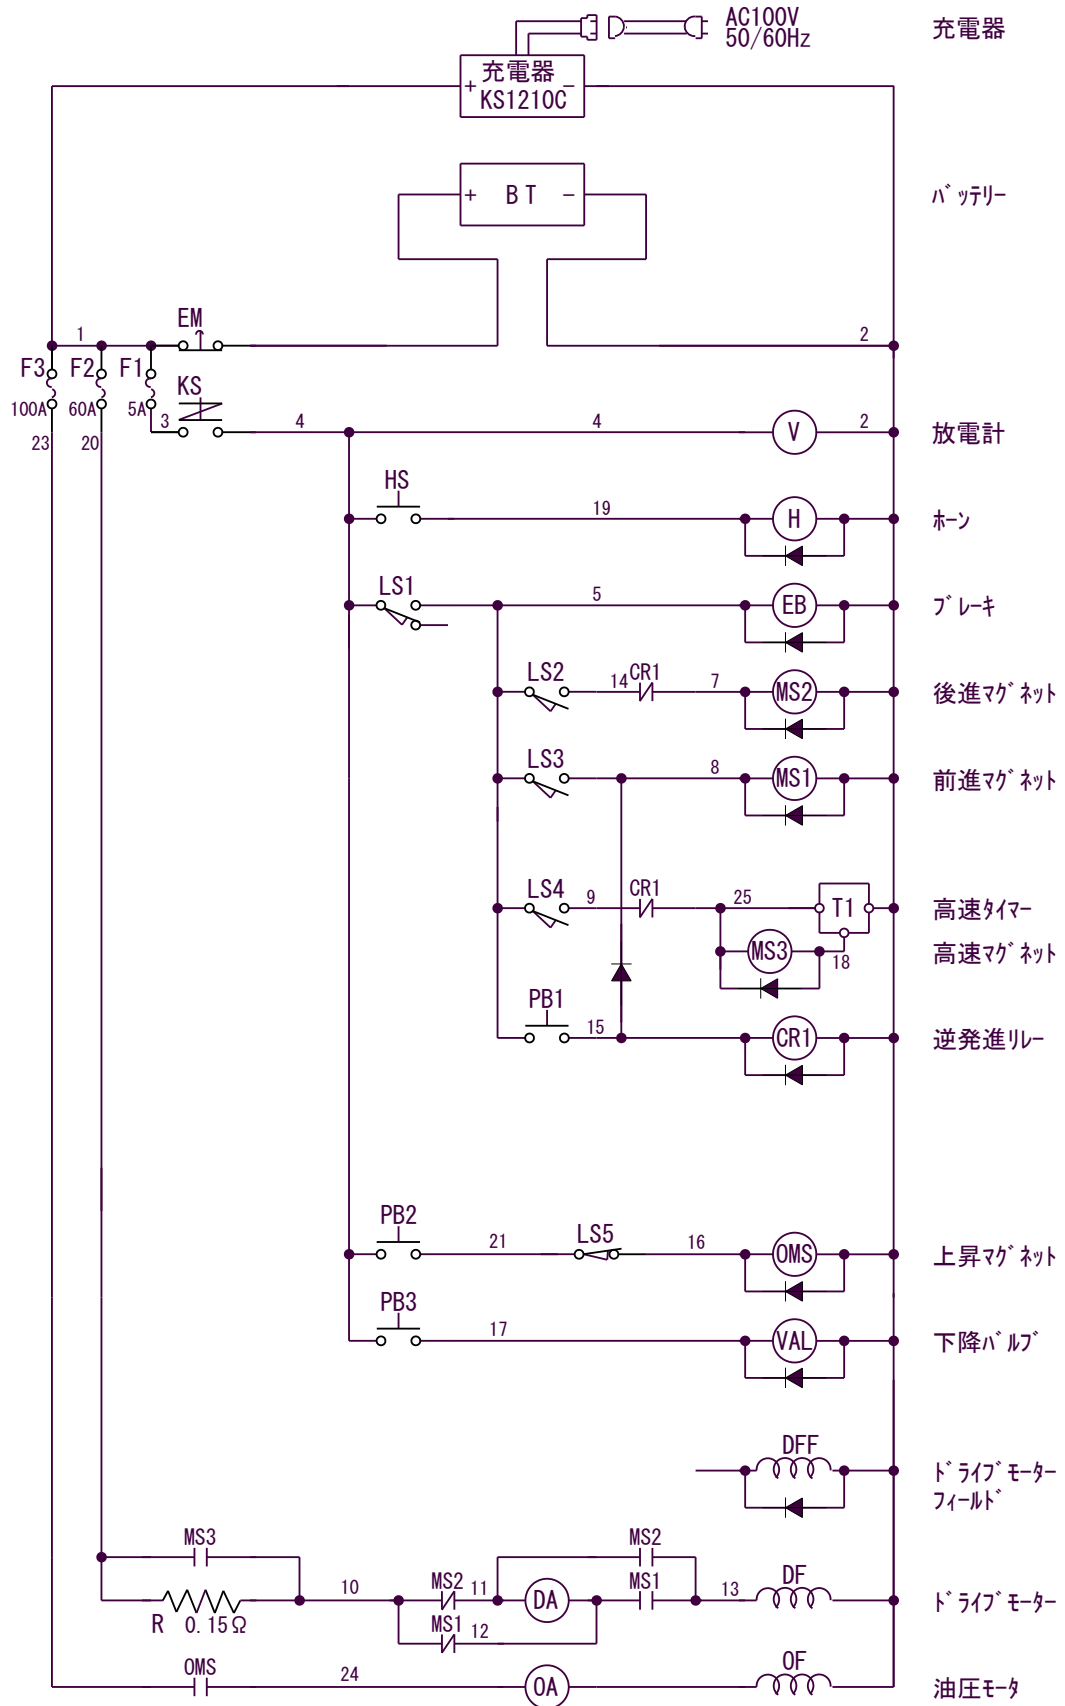 AC100V
50/60Hz
充電器
充電器
+ −
KS1210C
+ BT −
バッテリー
EM
1
2
F3 F2 F1
100A 60A 5A
KS
3
4
4
V
2
放電計
23
20
HS
19
H
ホーン
LS1
5
EB
ブレーキ
LS2
14
CR1
7
MS2
後進マグネット
LS3
8
MS1
前進マグネット
LS4
9
CR1
25
T1
高速タイマー
MS3
18
高速マグネット
PB1
15
CR1
逆発進リレー
PB2
21
LS5
16
OMS
上昇マグネット
PB3
17
VAL
下降バルブ
DFF
ドライブモーター
フィールド
MS3
MS2
R 0.15Ω
10
MS2
11
DA
MS1
13
DF
ドライブモーター
MS1
12
OMS
24
OA
OF
油圧モータ